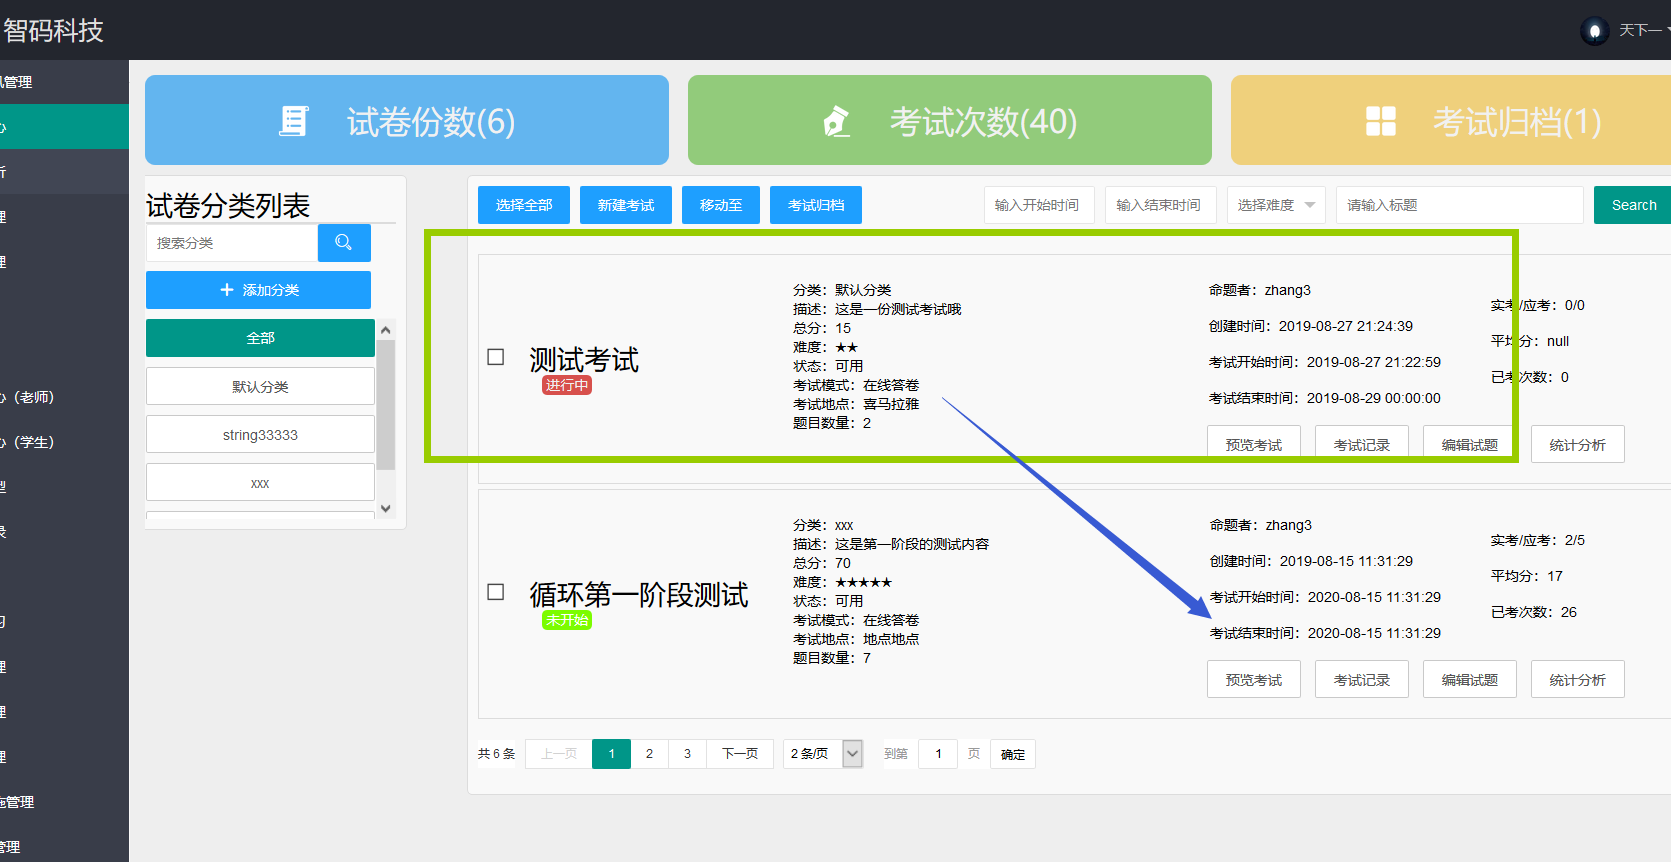 智码科技
天下一
管理
心
析
理
理
心（老师）
心（学生）
型
录
习
理
理
理
施管理
管理
试卷份数(6)
考试次数(40)
考试归档(1)
试卷分类列表
搜索分类
添加分类
全部
默认分类
string33333
xxx
选择全部
新建考试
移动至
考试归档
输入开始时间
输入结束时间
选择难度
请输入标题
Search
测试考试
进行中
分类：默认分类
描述：这是一份测试考试哦
总分：15
难度：★★
状态：可用
考试模式：在线答卷
考试地点：喜马拉雅
题目数量：2
命题者：zhang3
创建时间：2019-08-27 21:24:39
考试开始时间：2019-08-27 21:22:59
考试结束时间：2019-08-29 00:00:00
实考/应考：0/0
平均分：null
已考次数：0
预览考试
考试记录
编辑试题
统计分析
循环第一阶段测试
未开始
分类：xxx
描述：这是第一阶段的测试内容
总分：70
难度：★★★★★
状态：可用
考试模式：在线答卷
考试地点：地点地点
题目数量：7
命题者：zhang3
创建时间：2019-08-15 11:31:29
考试开始时间：2020-08-15 11:31:29
考试结束时间：2020-08-15 11:31:29
实考/应考：2/5
平均分：17
已考次数：26
预览考试
考试记录
编辑试题
统计分析
共 6 条
上一页
1
2
3
下一页
2 条/页
到第
1
页
确定